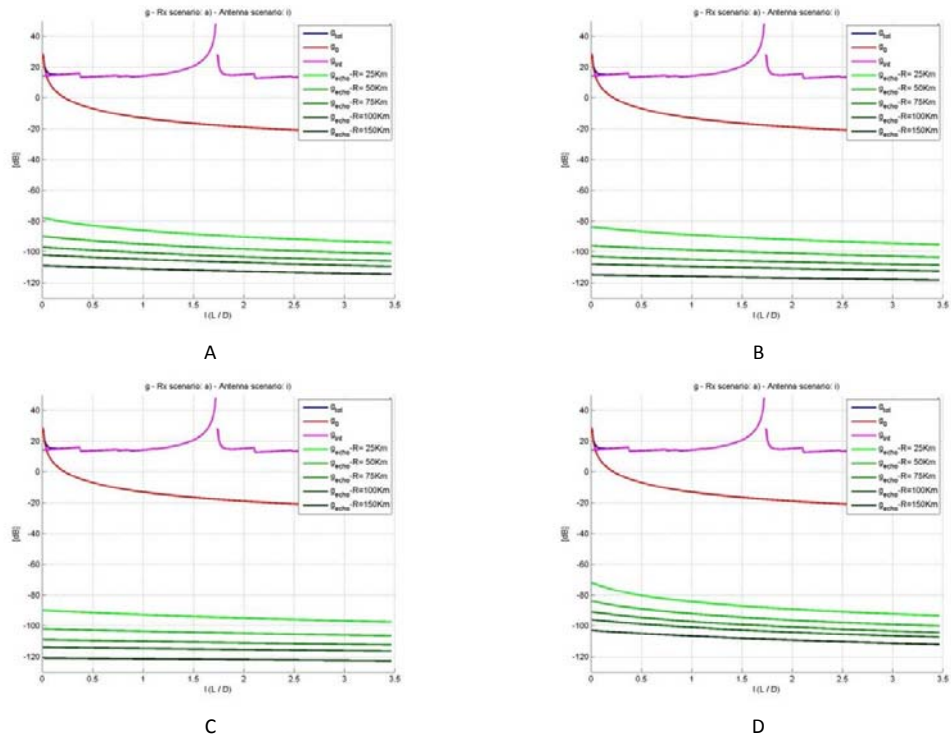 g - Rx scenario: a) - Antenna scenario: i)
[dB]
40
20
0
-20
-40
-60
-80
-100
-120
g_tot
g_0
g_int
g_echo-R= 25Km
g_echo-R= 50Km
g_echo-R= 75Km
g_echo-R=100Km
g_echo-R=150Km
0 0.5 1 1.5 2 2.5 3 3.5
l (L / D)
A
g - Rx scenario: a) - Antenna scenario: i)
[dB]
40
20
0
-20
-40
-60
-80
-100
-120
g_tot
g_0
g_int
g_echo-R= 25Km
g_echo-R= 50Km
g_echo-R= 75Km
g_echo-R=100Km
g_echo-R=150Km
0 0.5 1 1.5 2 2.5 3 3.5
l (L / D)
B
g - Rx scenario: a) - Antenna scenario: i)
[dB]
40
20
0
-20
-40
-60
-80
-100
-120
g_tot
g_0
g_int
g_echo-R= 25Km
g_echo-R= 50Km
g_echo-R= 75Km
g_echo-R=100Km
g_echo-R=150Km
0 0.5 1 1.5 2 2.5 3 3.5
l (L / D)
C
g - Rx scenario: a) - Antenna scenario: i)
[dB]
40
20
0
-20
-40
-60
-80
-100
-120
g_tot
g_0
g_int
g_echo-R= 25Km
g_echo-R= 50Km
g_echo-R= 75Km
g_echo-R=100Km
g_echo-R=150Km
0 0.5 1 1.5 2 2.5 3 3.5
l (L / D)
D